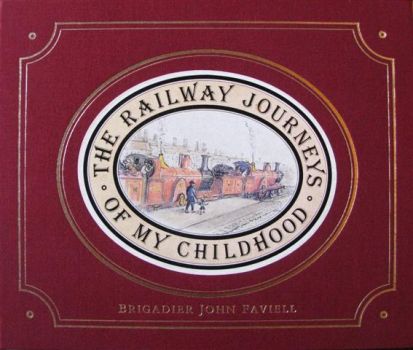 · THE RAILWAY JOURNEYS ·
OF MY CHILDHOOD
BRIGADIER JOHN FAVIELL